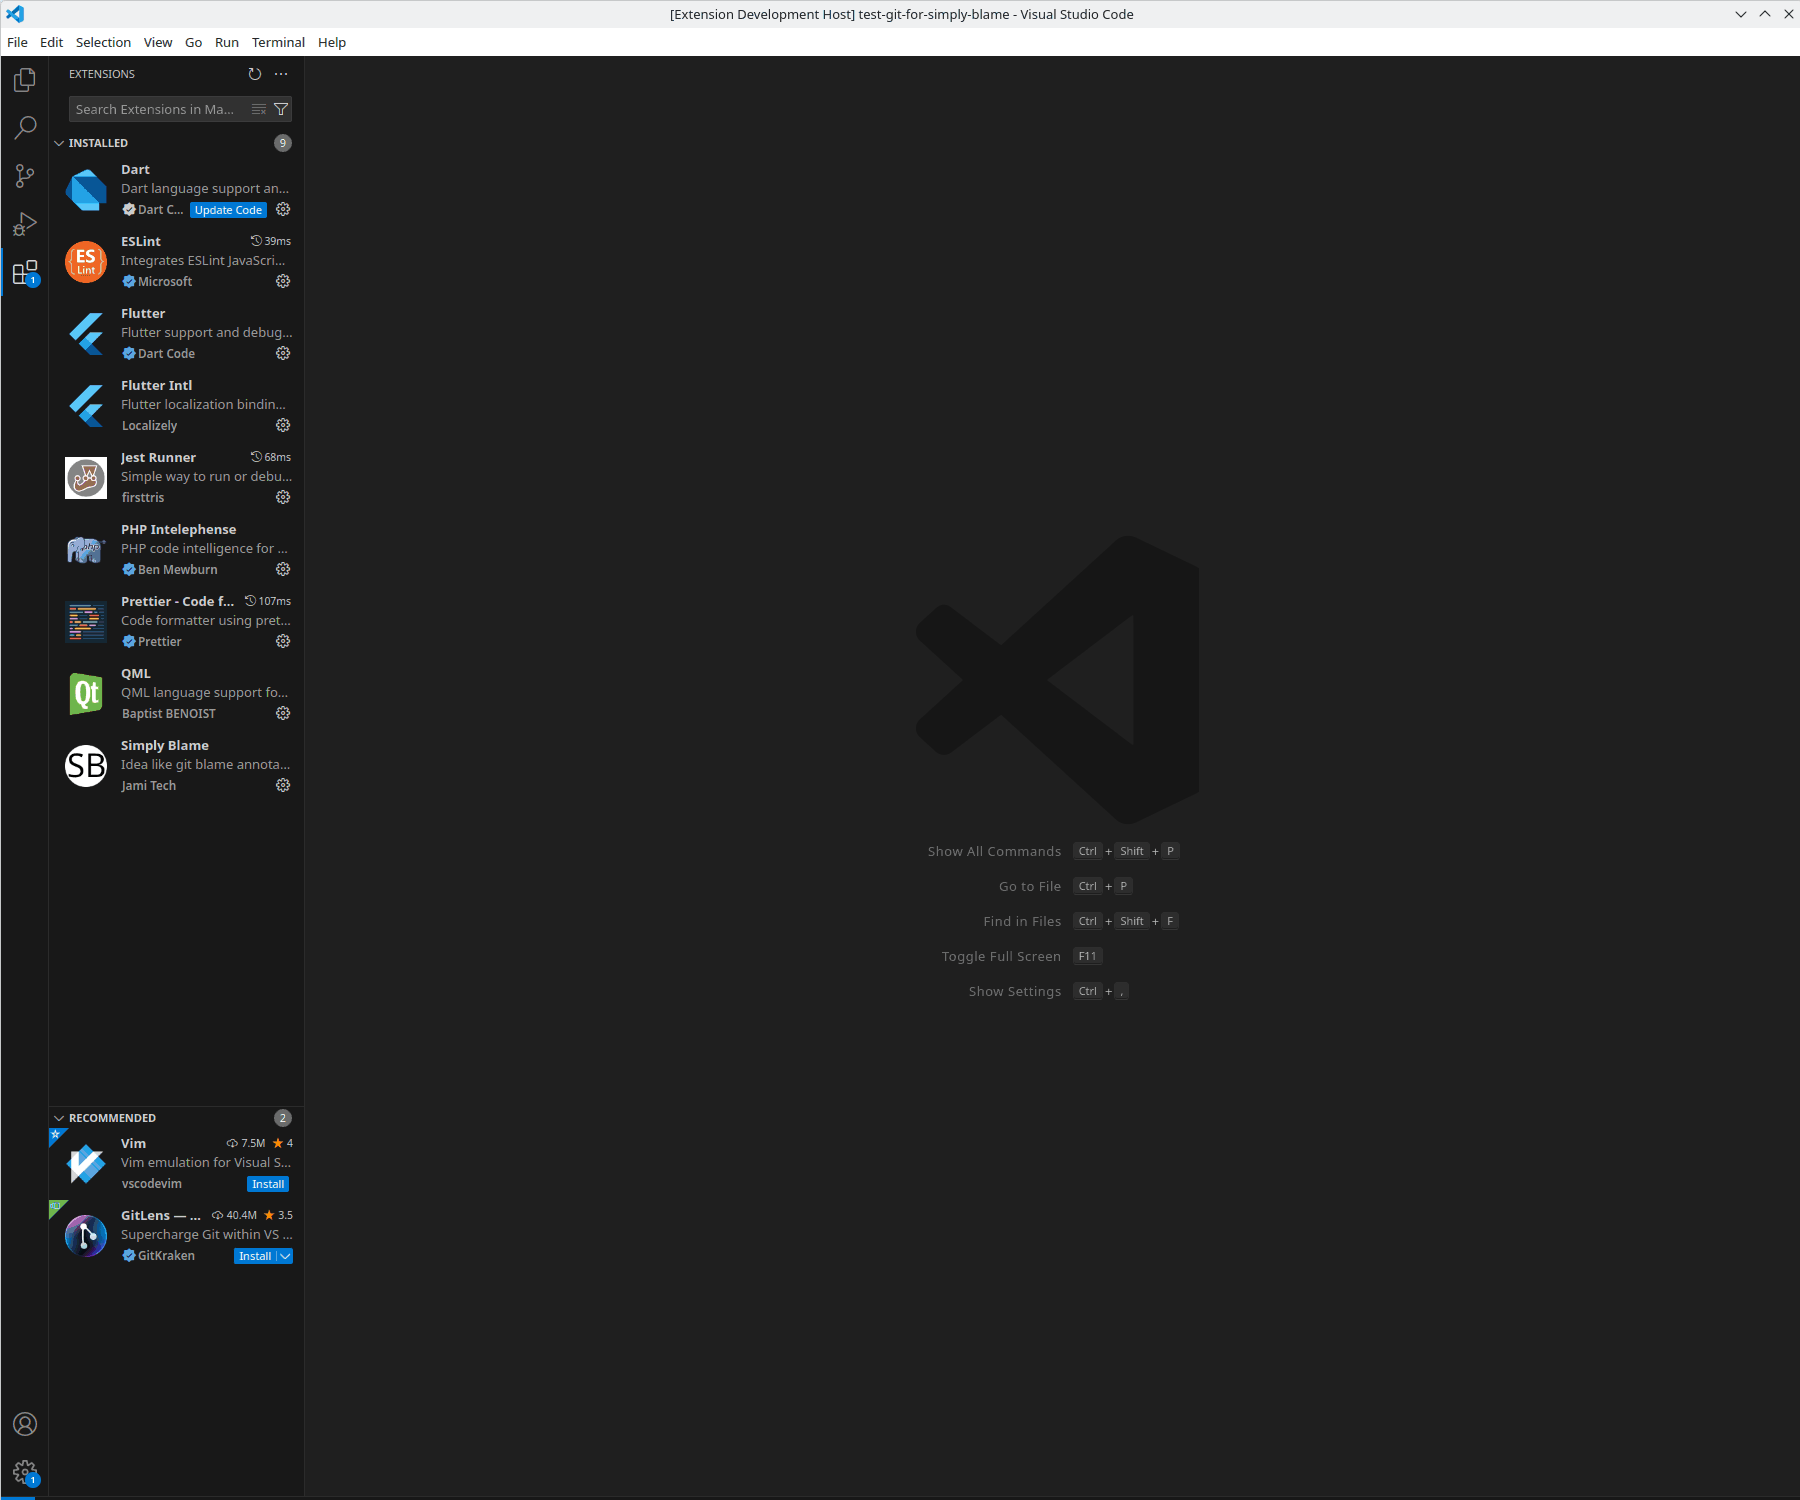 [Extension Development Host] test-git-for-simply-blame - Visual Studio Code
File Edit Selection View Go Run Terminal Help
EXTENSIONS
Search Extensions in Ma...
INSTALLED 9
Dart
Dart language support an...
Dart C... Update Code
ESLint 39ms
Integrates ESLint JavaScri...
Microsoft
ES
Lint
1
Flutter
Flutter support and debug...
Dart Code
Flutter Intl
Flutter localization bindin...
Localizely
Jest Runner 68ms
Simple way to run or debu...
firsttris
PHP Intelephense
PHP code intelligence for ...
Ben Mewburn
php
Prettier - Code f... 107ms
Code formatter using pret...
Prettier
QML
QML language support fo...
Baptist BENOIST
Qt
Simply Blame
Idea like git blame annota...
Jami Tech
SB
Show All Commands Ctrl + Shift + P
Go to File Ctrl + P
Find in Files Ctrl + Shift + F
Toggle Full Screen F11
Show Settings Ctrl + ,
RECOMMENDED 2
Vim 7.5M ★ 4
Vim emulation for Visual S...
vscodevim Install
GitLens — ... 40.4M ★ 3.5
Supercharge Git within VS ...
GitKraken Install
1